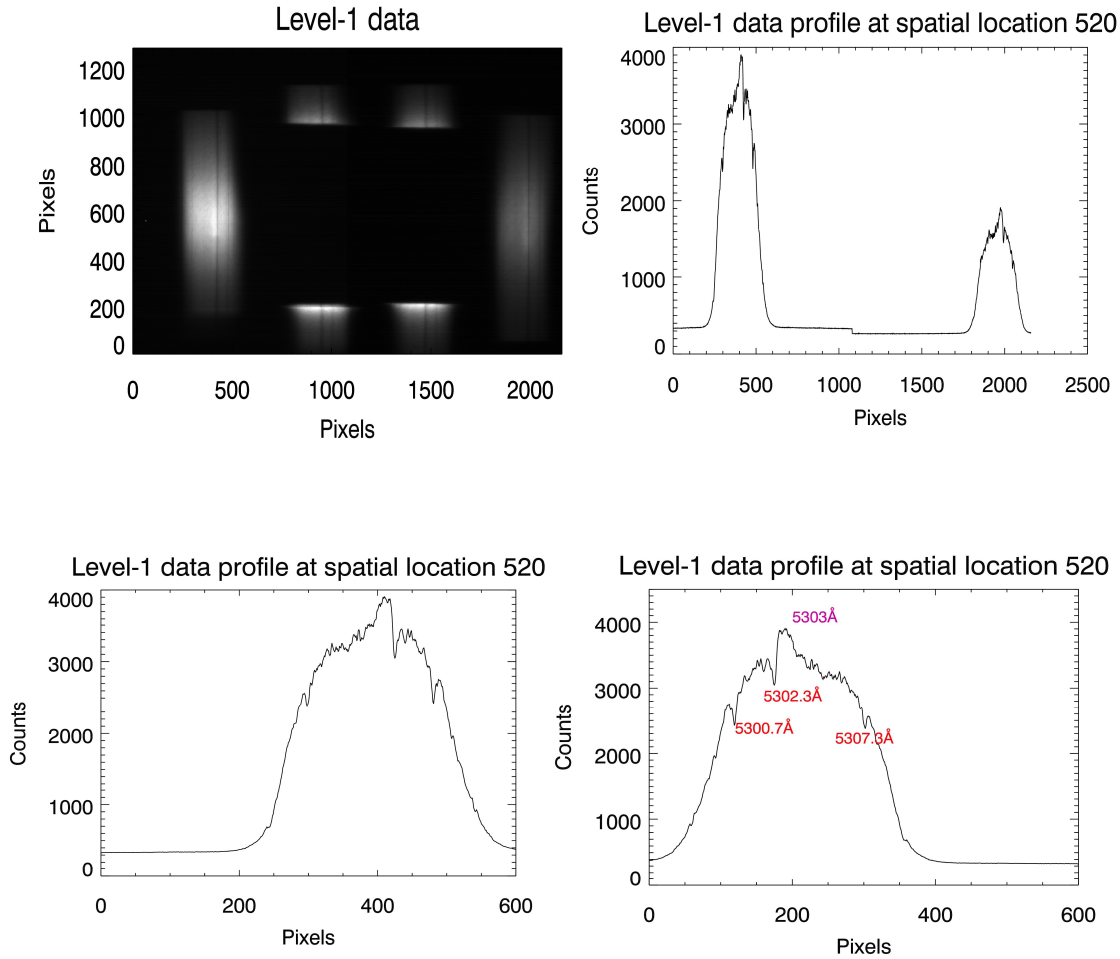 Level-1 data
1200
1000
800
600
400
200
0
Pixels
0 500 1000 1500 2000
Pixels
Level-1 data profile at spatial location 520
4000
3000
2000
1000
0
Counts
0 500 1000 1500 2000 2500
Pixels
Level-1 data profile at spatial location 520
4000
3000
2000
1000
0
Counts
0 200 400 600
Pixels
Level-1 data profile at spatial location 520
4000
3000
2000
1000
0
Counts
5303Å
5302.3Å
5300.7Å
5307.3Å
0 200 400 600
Pixels